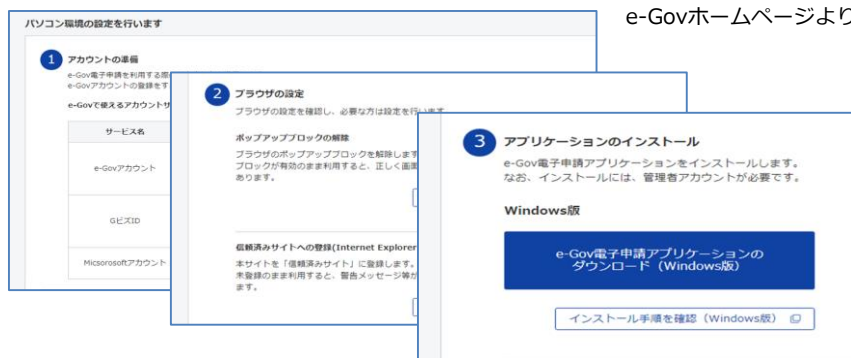 e-Govホームページより
パソコン環境の設定を行います
1 アカウントの準備
e-Gov電子申請を利用する際
e-Govアカウントの登録をす
e-Govで使えるアカウントサ
サービス名
e-Govアカウント
GビズID
Micsorosoftアカウント
2 ブラウザの設定
ブラウザの設定を確認し、必要な方は設定を行います
ポップアップブロックの解除
ブラウザのポップアップブロックを解除します
ブロックが有効のまま利用すると、正しく画面
あります。
信頼済みサイトへの登録(Internet Explorer
本サイトを「信頼済みサイト」に登録します。
未登録のまま利用すると、警告メッセージ等が
ます。
3 アプリケーションのインストール
e-Gov電子申請アプリケーションをインストールします。
なお、インストールには、管理者アカウントが必要です。
Windows版
e-Gov電子申請アプリケーションの
ダウンロード（Windows版）
インストール手順を確認（Windows版）